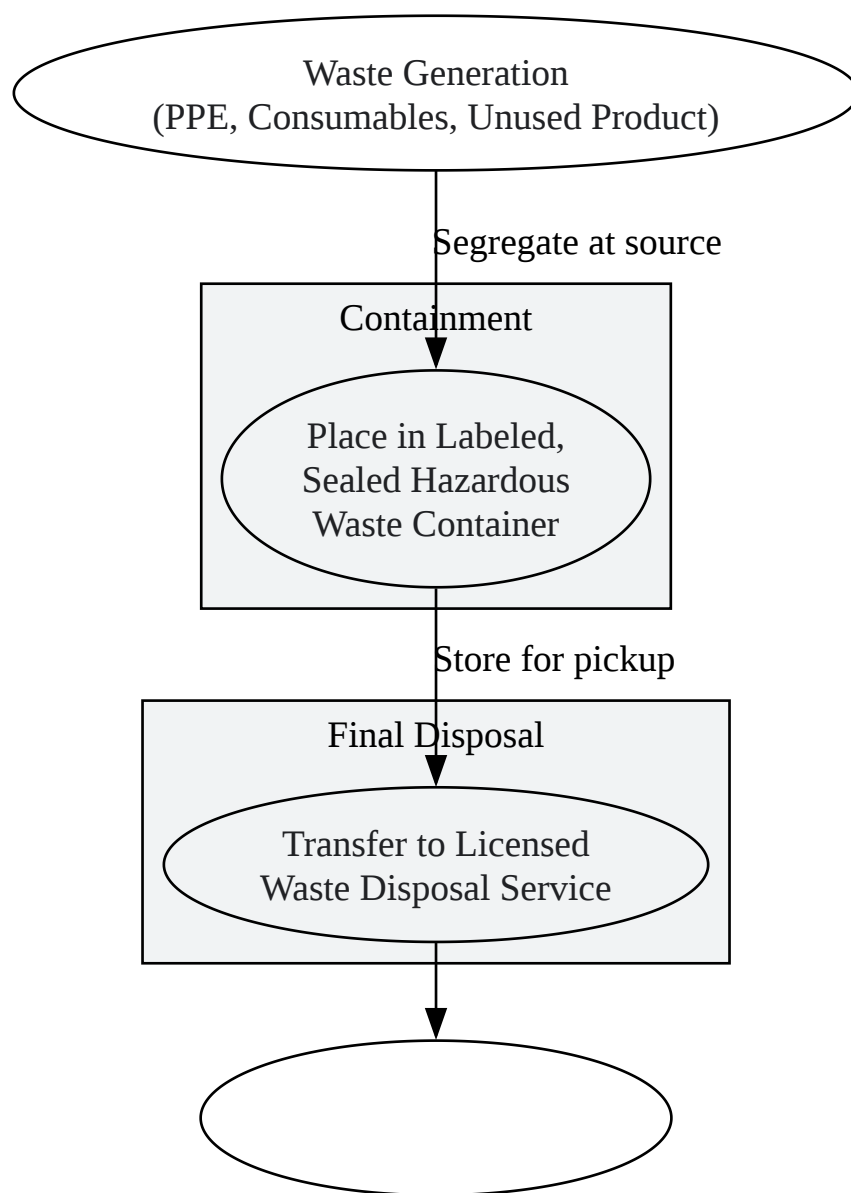 Waste Generation
(PPE, Consumables, Unused Product)
Segregate at source
Containment
Place in Labeled,
Sealed Hazardous
Waste Container
Store for pickup
Final Disposal
Transfer to Licensed
Waste Disposal Service